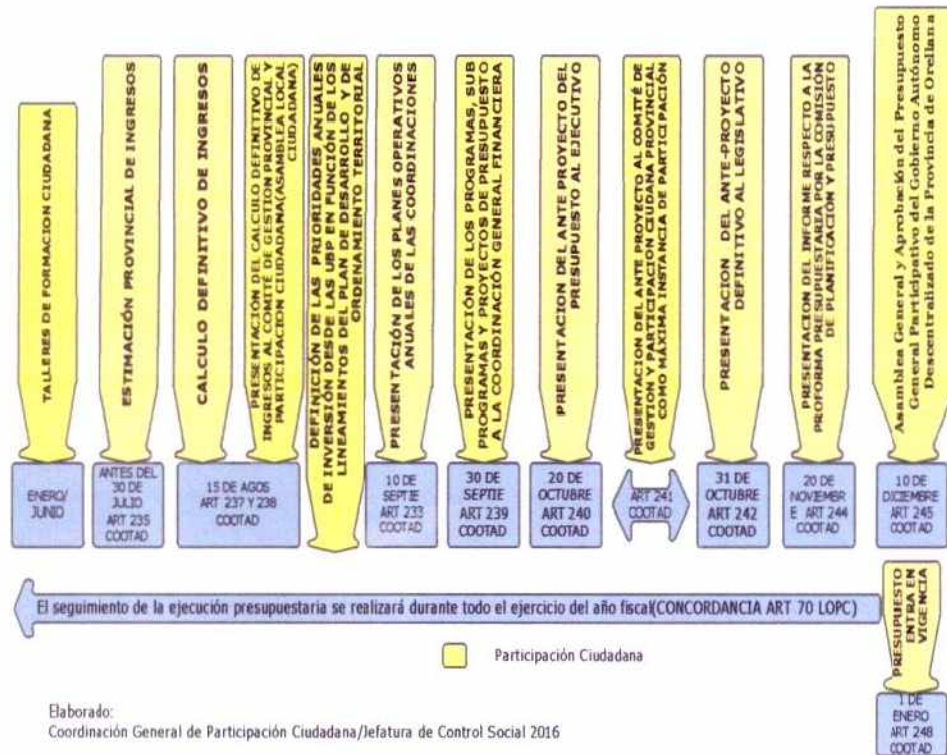 TALLERES DE FORMACION CIUDADANA
ENERO/
JUNIO
ESTIMACIÓN PROVINCIAL DE INGRESOS
ANTES DEL
30 DE
JULIO
ART 235
COOTAD
CALCULO DEFINITIVO DE INGRESOS
PRESENTACIÓN DEL CALCULO DEFINITIVO DE
INGRESOS AL COMITÉ DE GESTION PROVINCIAL Y
PARTICIPACION CIUDADANA(ASAMBLEA LOCAL
CIUDADANA)
15 DE AGOS
ART 237 Y 238
COOTAD
DEFINICIÓN DE LAS PRIORIDADES ANUALES
DE INVERSIÓN DESDE LAS UBP EN FUNCIÓN DE LOS
LINEAMIENTOS DEL PLAN DE DESARROLLO Y DE
ORDENAMIENTO TERRITORIAL
PRESENTACIÓN DE LOS PLANES OPERATIVOS
ANUALES DE LAS COORDINACIONES
10 DE
SEPTIE
ART 233
COOTAD
PRESENTACIÓN DE LOS PROGRAMAS, SUB
PROGRAMAS Y PROYECTOS DE PRESUPUESTO
A LA COORDINACIÓN GENERAL FINANCIERA
30 DE
SEPTIE
ART 239
COOTAD
PRESENTACION DEL ANTE PROYECTO DEL
PRESUPUESTO AL EJECUTIVO
20 DE
OCTUBRE
ART 240
COOTAD
PRESENTACION DEL ANTE PROYECTO AL COMITÉ DE
GESTION Y PARTICIPACION CIUDANA PROVINCIAL
COMO MÁXIMA INSTANCIA DE PARTICIPACIÓN
ART 241
COOTAD
PRESENTACION DEL ANTE-PROYECTO
DEFINITIVO AL LEGISLATIVO
31 DE
OCTUBRE
ART 242
COOTAD
PRESENTACION DEL INFORME RESPECTO A LA
PROFORMA PRESUPUESTARIA POR LA COMISIÓN
DE PLANIFICACIÓN Y PRESUPUESTO
20 DE
NOVIEMBR
E ART 244
COOTAD
Asamblea General y Aprobación del Presupuesto
General Participativo del Gobierno Autónomo
Descentralizado de la Provincia de Orellana
10 DE
DICIEMBRE
ART 245
COOTAD
El seguimiento de la ejecución presupuestaria se realizará durante todo el ejercicio del año fiscal(CONCORDANCIA ART 70 LOPC)
PRESUPUESTO
ENTRA EN
VIGENCIA
1 DE
ENERO
ART 248
COOTAD
Participación Ciudadana
Elaborado:
Coordinación General de Participación Ciudadana/Jefatura de Control Social 2016